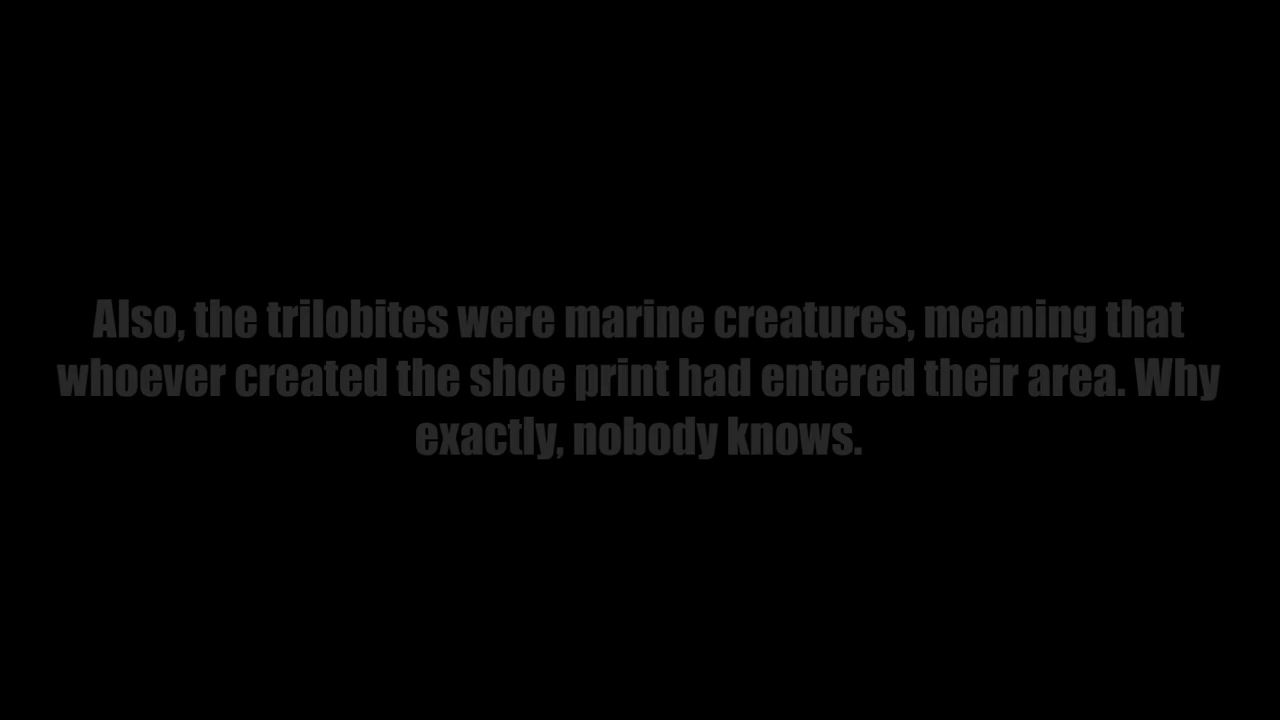 Also, the trilobites were marine creatures, meaning that
whoever created the shoe print had entered their area. Why
exactly, nobody knows.